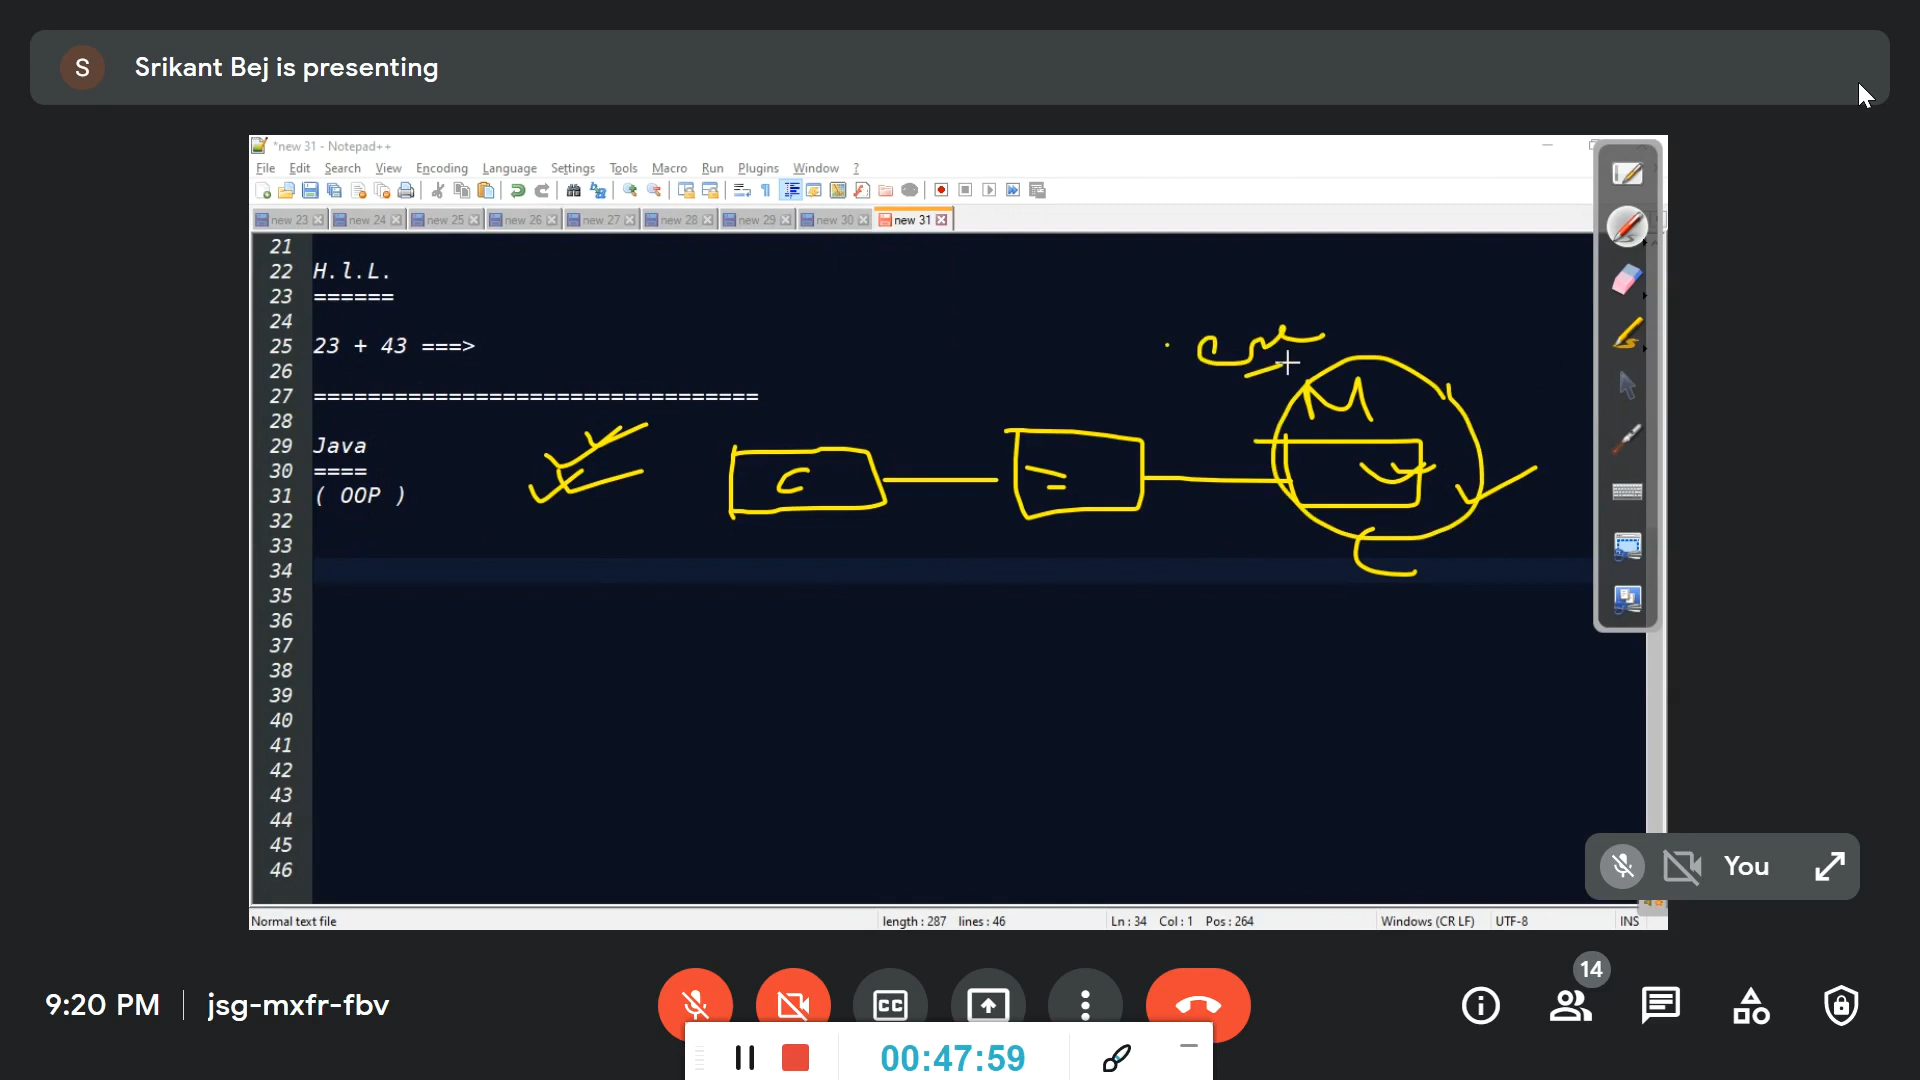 S Srikant Bej is presenting
*new 31 - Notepad++
File Edit Search View Encoding Language Settings Tools Macro Run Plugins Window ?
new 23 new 24 new 25 new 26 new 27 new 28 new 29 new 30 new 31
21
22 H.l.L.
23 ======
24
25 23 + 43 ===>
26
27 =================================
28
29 Java
30 ====
31 ( OOP )
32
33
34
35
36
37
38
39
40
41
42
43
44
45
46
M
C
C
You
Normal text file length : 287 lines : 46 Ln : 34 Col : 1 Pos : 264 Windows (CR LF) UTF-8 INS
9:20 PM jsg-mxfr-fbv
CC
14
00:47:59